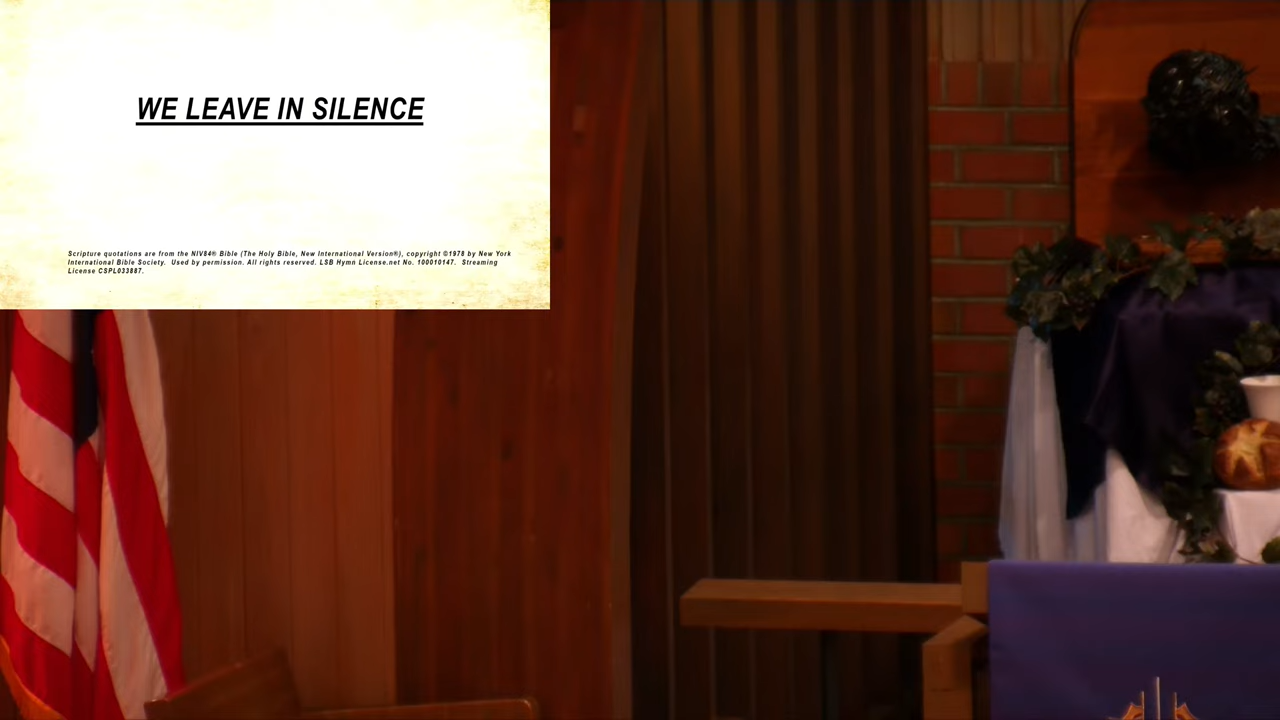 WE LEAVE IN SILENCE
Scripture quotations are from the NIV84® Bible (The Holy Bible, New International Version®), copyright ©1978 by New York
International Bible Society. Used by permission. All rights reserved. LSB Hymn License.net No. 100010147. Streaming
License CSPL033887.